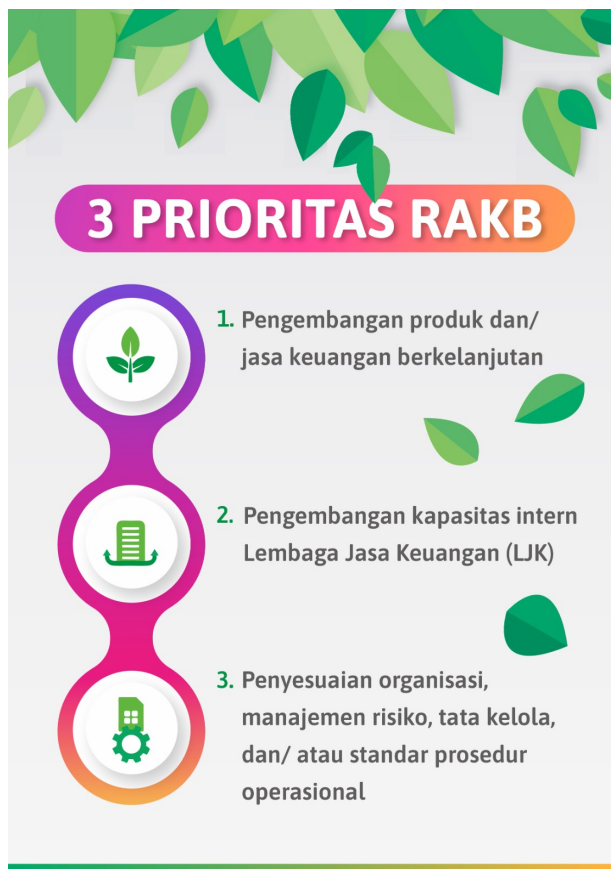 3 PRIORITAS RAKB
1. Pengembangan produk dan/
jasa keuangan berkelanjutan
2. Pengembangan kapasitas intern
Lembaga Jasa Keuangan (LJK)
3. Penyesuaian organisasi,
manajemen risiko, tata kelola,
dan/ atau standar prosedur
operasional